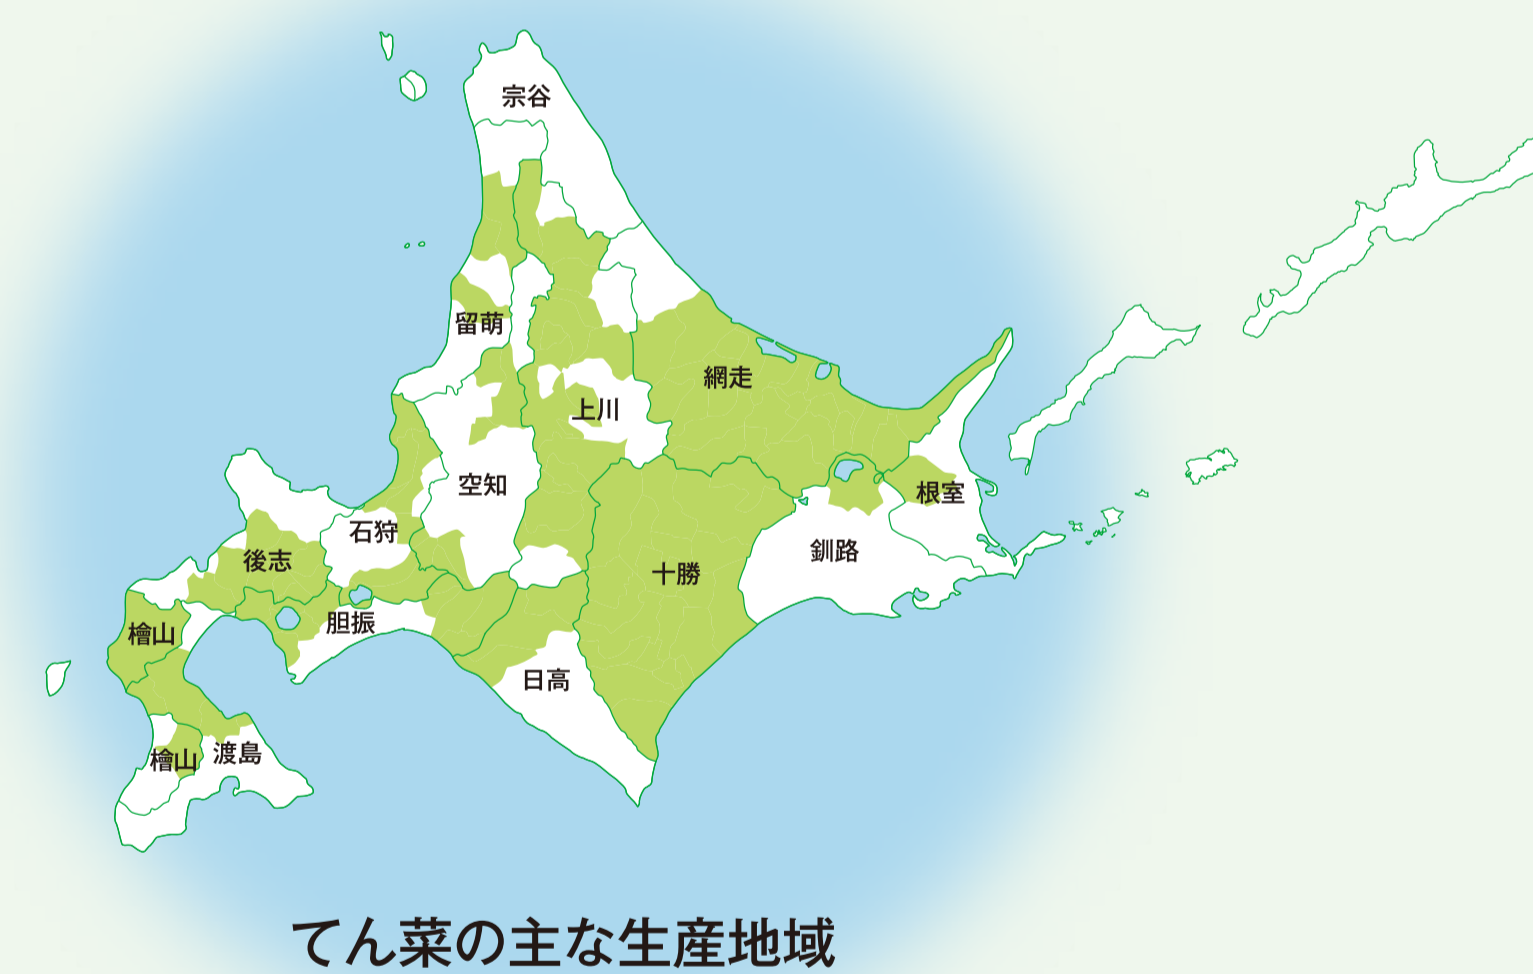 宗谷
留萌
網走
上川
空知
根室
石狩
釧路
後志
十勝
胆振
檜山
日高
檜山
渡島
てん菜の主な生産地域